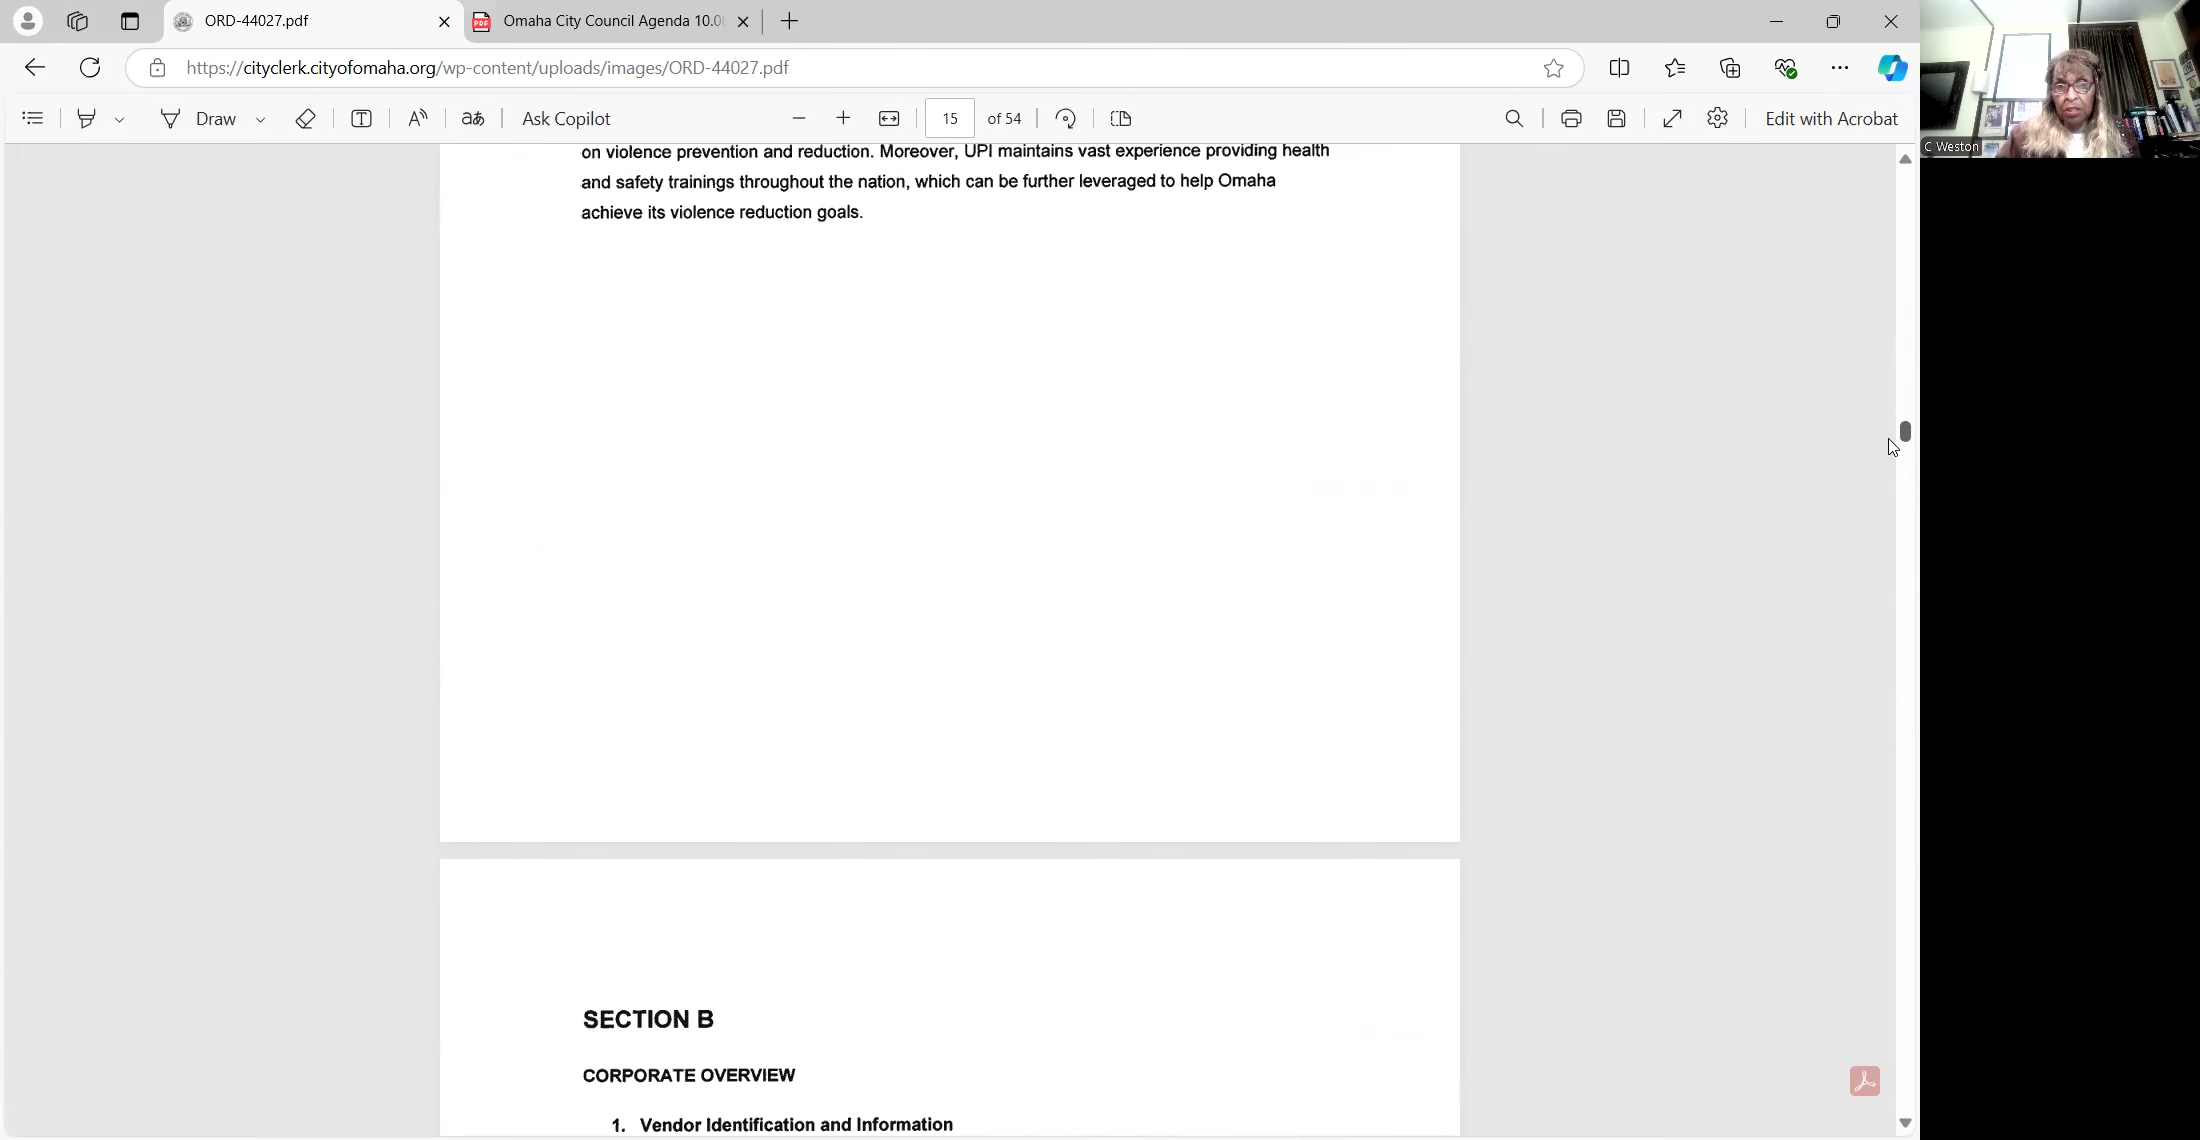 ORD-44027.pdf
Omaha City Council Agenda 10.0
https://cityclerk.cityofomaha.org/wp-content/uploads/images/ORD-44027.pdf
Draw
Ask Copilot
15 of 54
Edit with Acrobat
C Weston
on violence prevention and reduction. Moreover, UPI maintains vast experience providing health
and safety trainings throughout the nation, which can be further leveraged to help Omaha
achieve its violence reduction goals.
SECTION B
CORPORATE OVERVIEW
1. Vendor Identification and Information